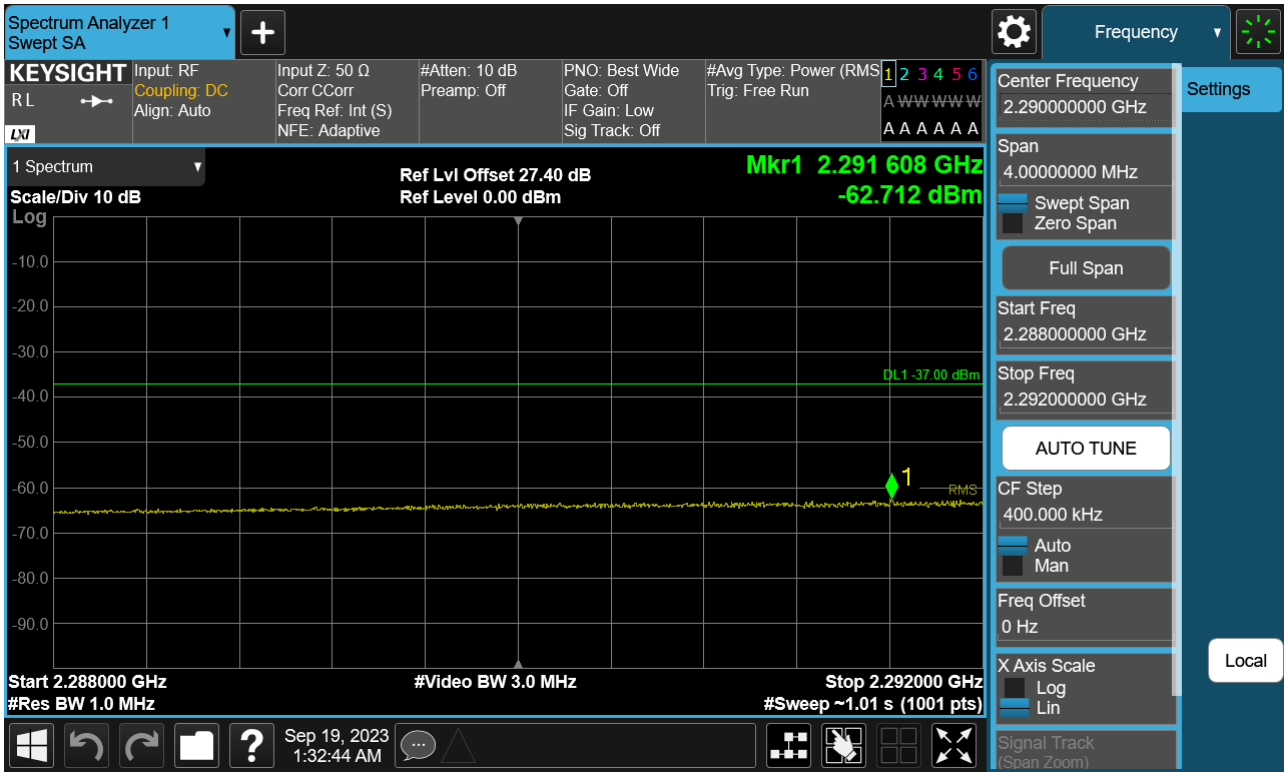 Spectrum Analyzer 1
Swept SA
Frequency
KEYSIGHT
R L
LXI
Input: RF
Coupling: DC
Align: Auto
Input Z: 50 Ω
Corr CCorr
Freq Ref: Int (S)
NFE: Adaptive
#Atten: 10 dB
Preamp: Off
PNO: Best Wide
Gate: Off
IF Gain: Low
Sig Track: Off
#Avg Type: Power (RMS
Trig: Free Run
1 2 3 4 5 6
A W W W W W
A A A A A A
1 Spectrum
Scale/Div 10 dB
Log
Ref Lvl Offset 27.40 dB
Ref Level 0.00 dBm
Mkr1 2.291 608 GHz
-62.712 dBm
-10.0
-20.0
-30.0
DL1 -37.00 dBm
-40.0
-50.0
1
-60.0
RMS
-70.0
-80.0
-90.0
Start 2.288000 GHz
#Video BW 3.0 MHz
Stop 2.292000 GHz
#Res BW 1.0 MHz
#Sweep ~1.01 s (1001 pts)
?
Sep 19, 2023
1:32:44 AM
Settings
Center Frequency
2.290000000 GHz
Span
4.00000000 MHz
Swept Span
Zero Span
Full Span
Start Freq
2.288000000 GHz
Stop Freq
2.292000000 GHz
AUTO TUNE
CF Step
400.000 kHz
Auto
Man
Freq Offset
0 Hz
X Axis Scale
Log
Lin
Signal Track
(Span Zoom)
Local